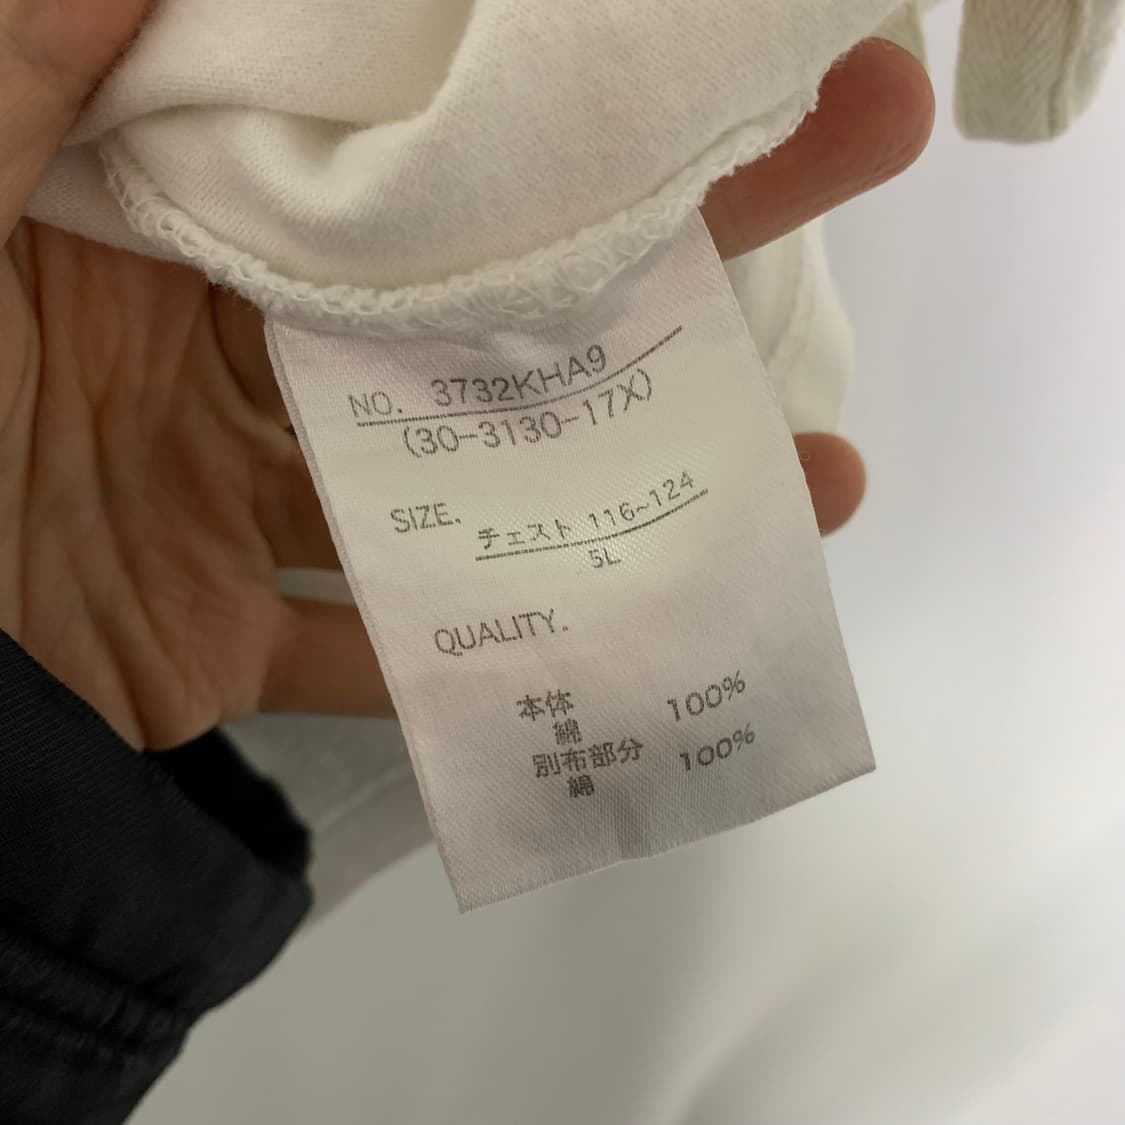 NO. 3732KHA9
(30-3130-17X)
SIZE. チェスト 116~124
5L
QUALITY.
本体
綿 100%
別布部分
綿 100%